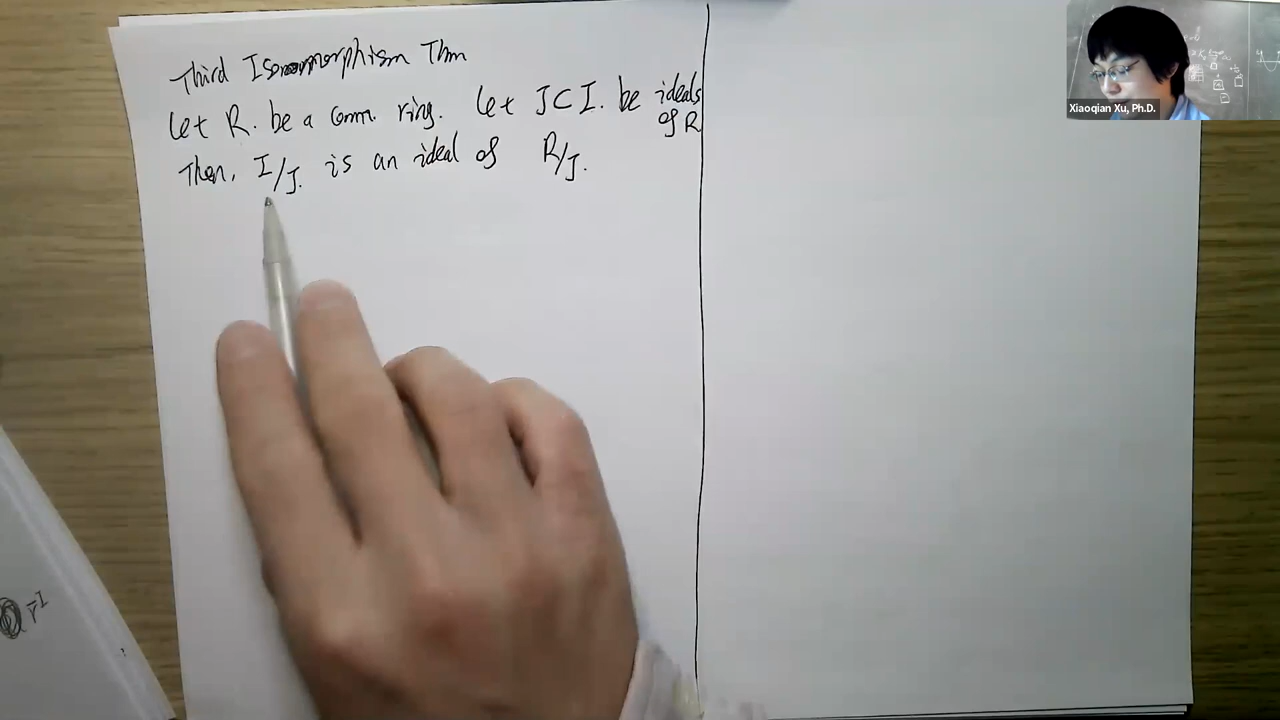 Third Isomorphism Thm
Let R. be a comm. ring. Let J⊂I. be ideals of R
Then, I/J. is an ideal of R/J.
r̄ I
Xiaoqian Xu, Ph.D.